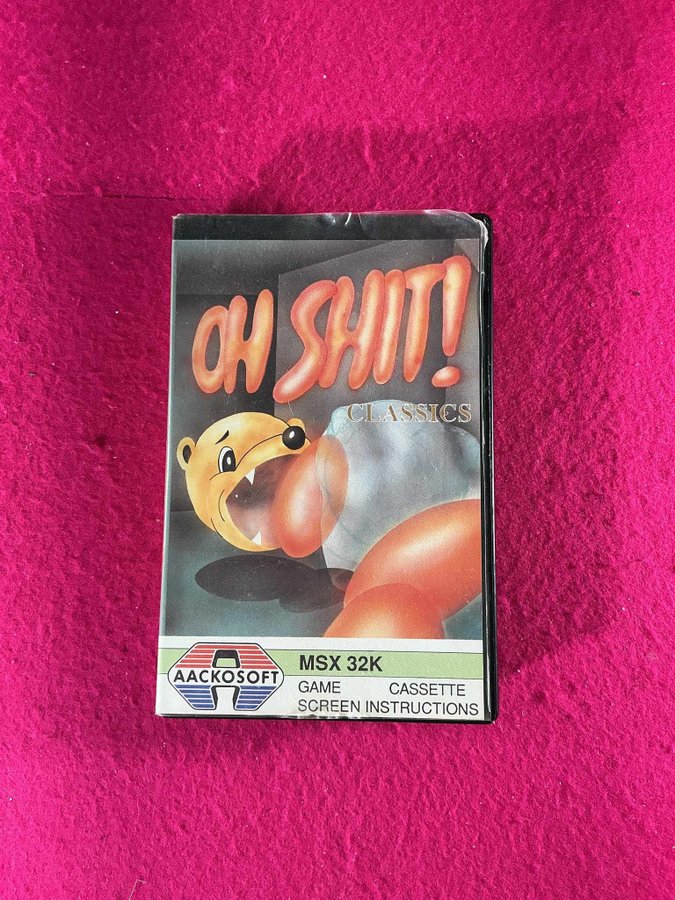 OH SHIT!
CLASSICS
AACKOSOFT
MSX 32K
GAME CASSETTE
SCREEN INSTRUCTIONS